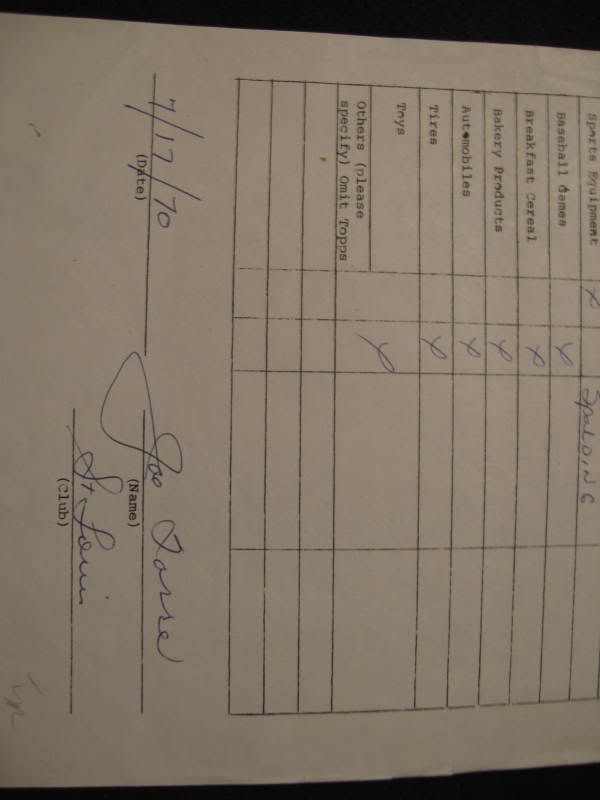 Sports Equipment X Spalding
Baseball Games X
Breakfast Cereal X
Bakery Products X
Automobiles X
Tires X
Toys X
Others (please
specify) Omit Topps
7/17/70
(Date)
Joe Torre
(Name)
St. Louis
(Club)